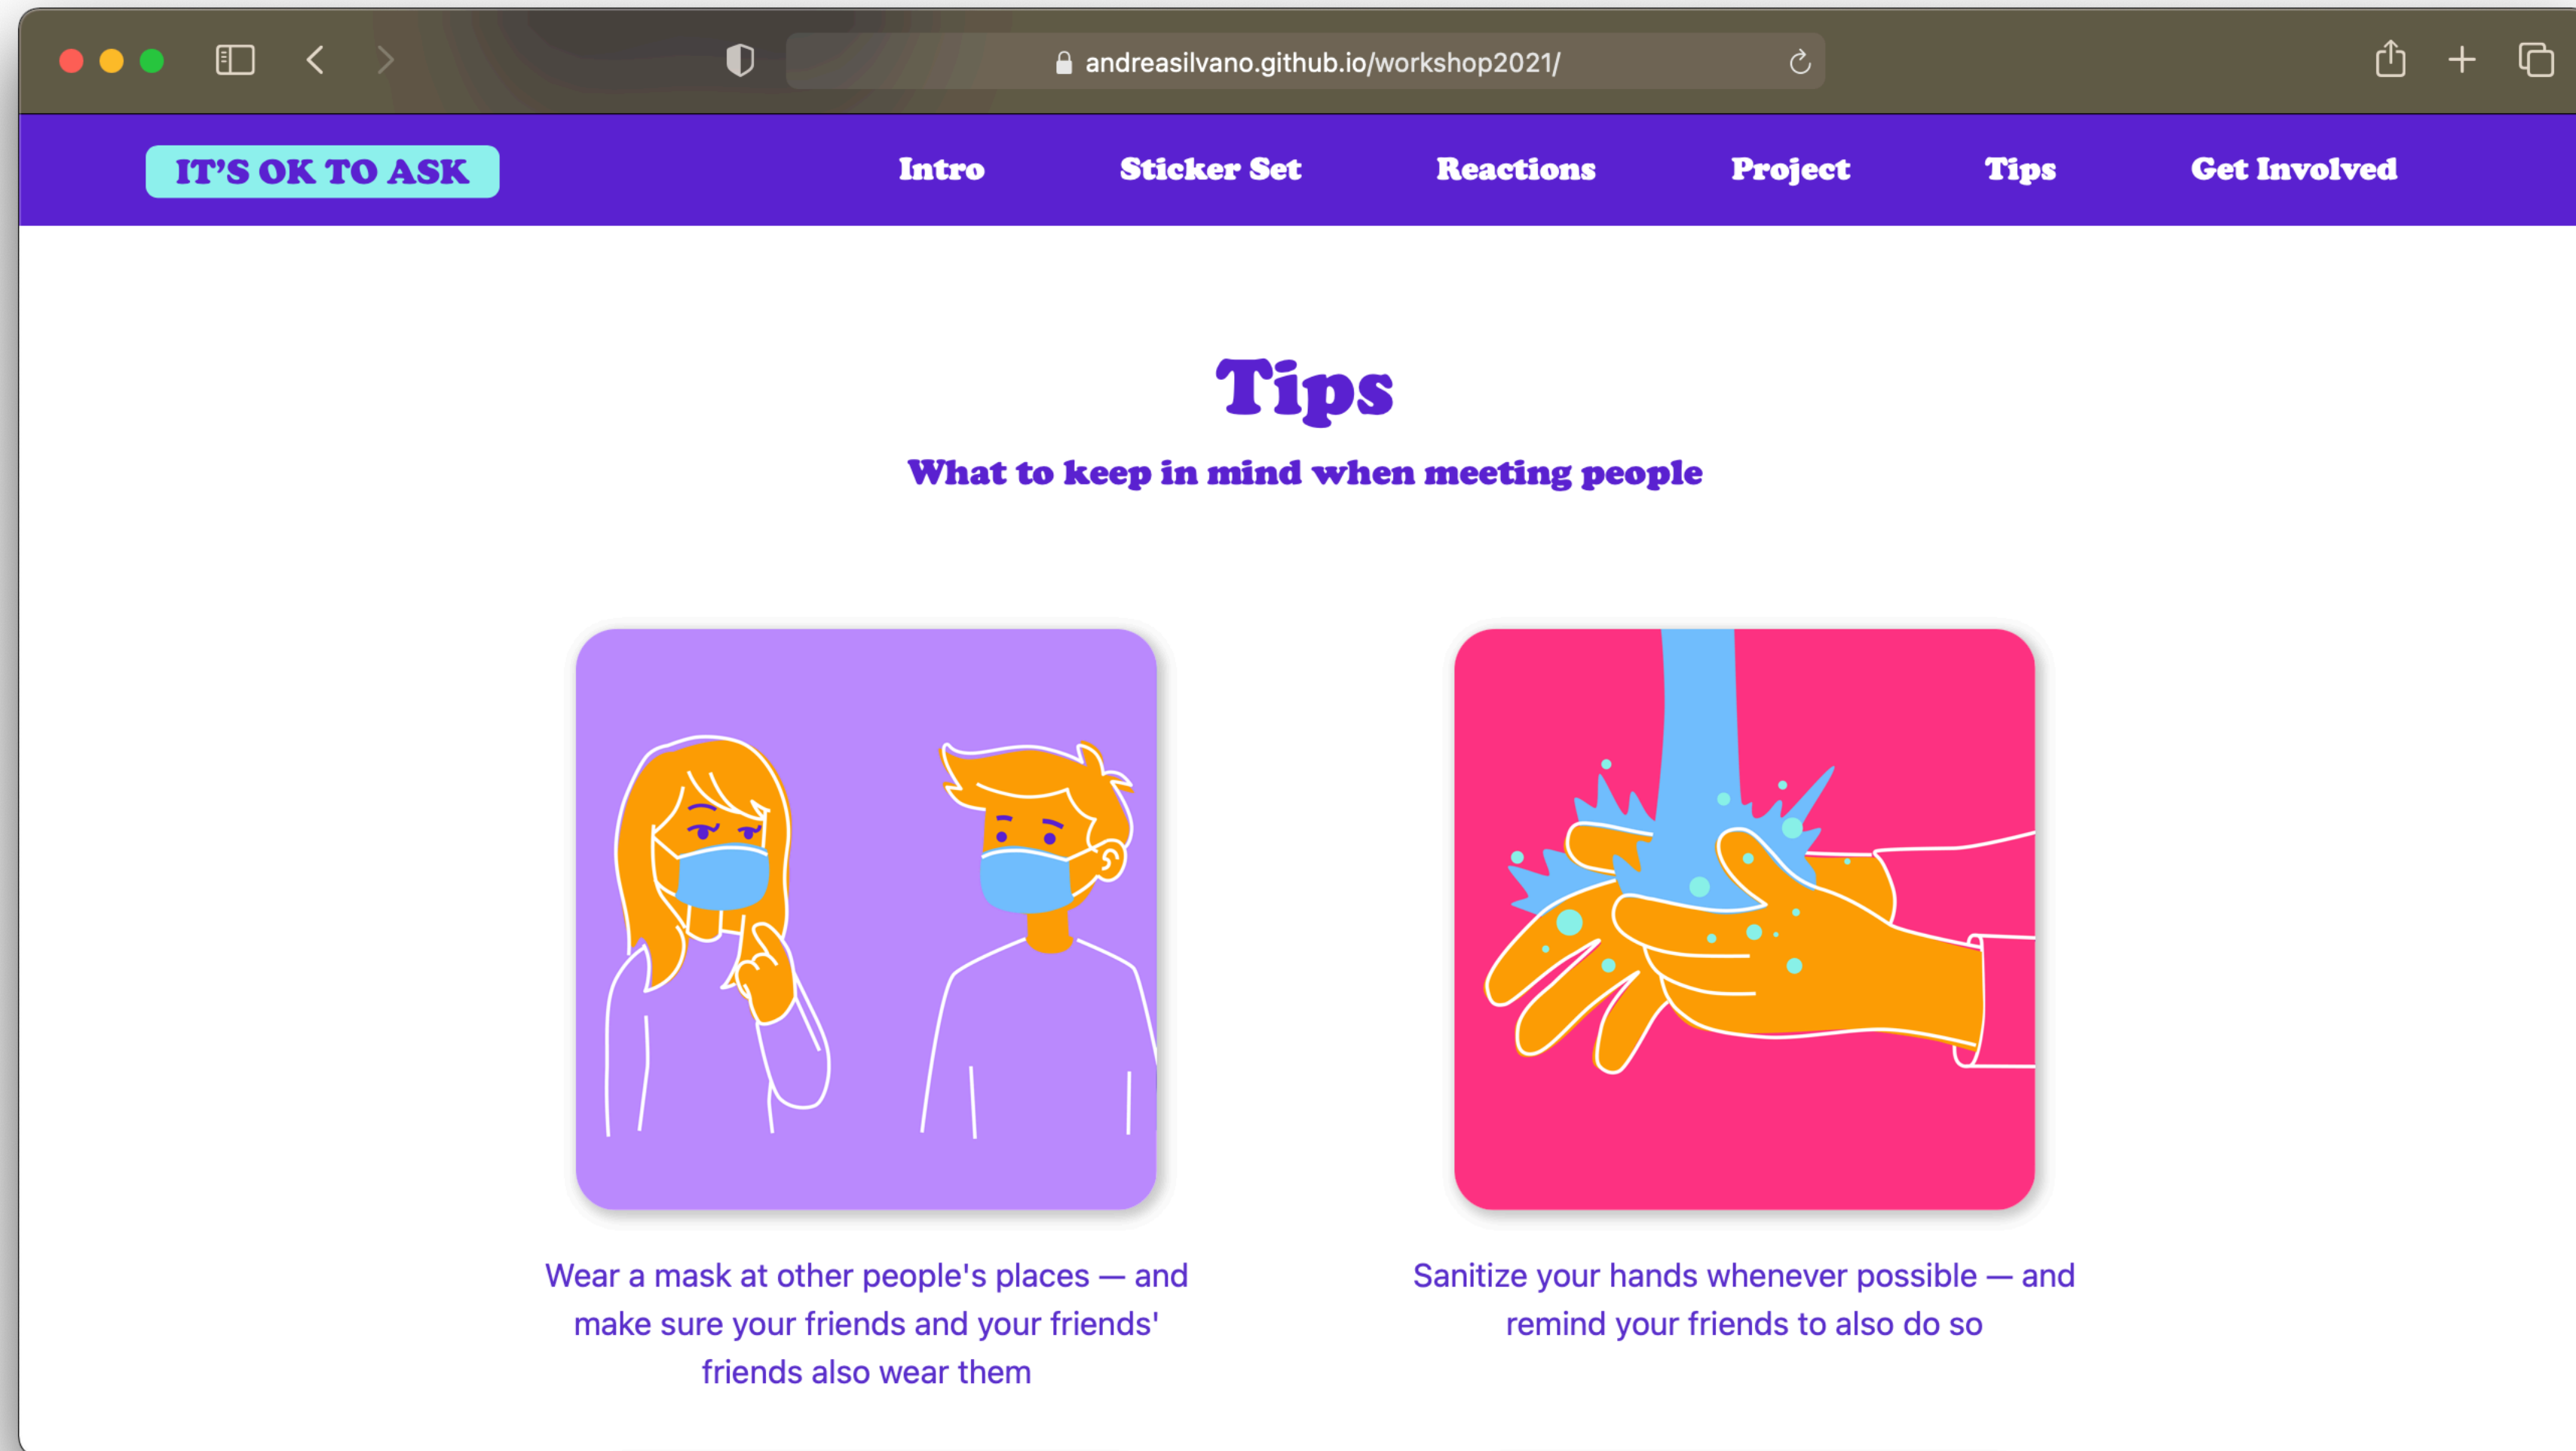 andreasilvano.github.io/workshop2021/
IT'S OK TO ASK
Intro
Sticker Set
Reactions
Project
Tips
Get Involved
Tips
What to keep in mind when meeting people
Wear a mask at other people's places — and
make sure your friends and your friends'
friends also wear them
Sanitize your hands whenever possible — and
remind your friends to also do so